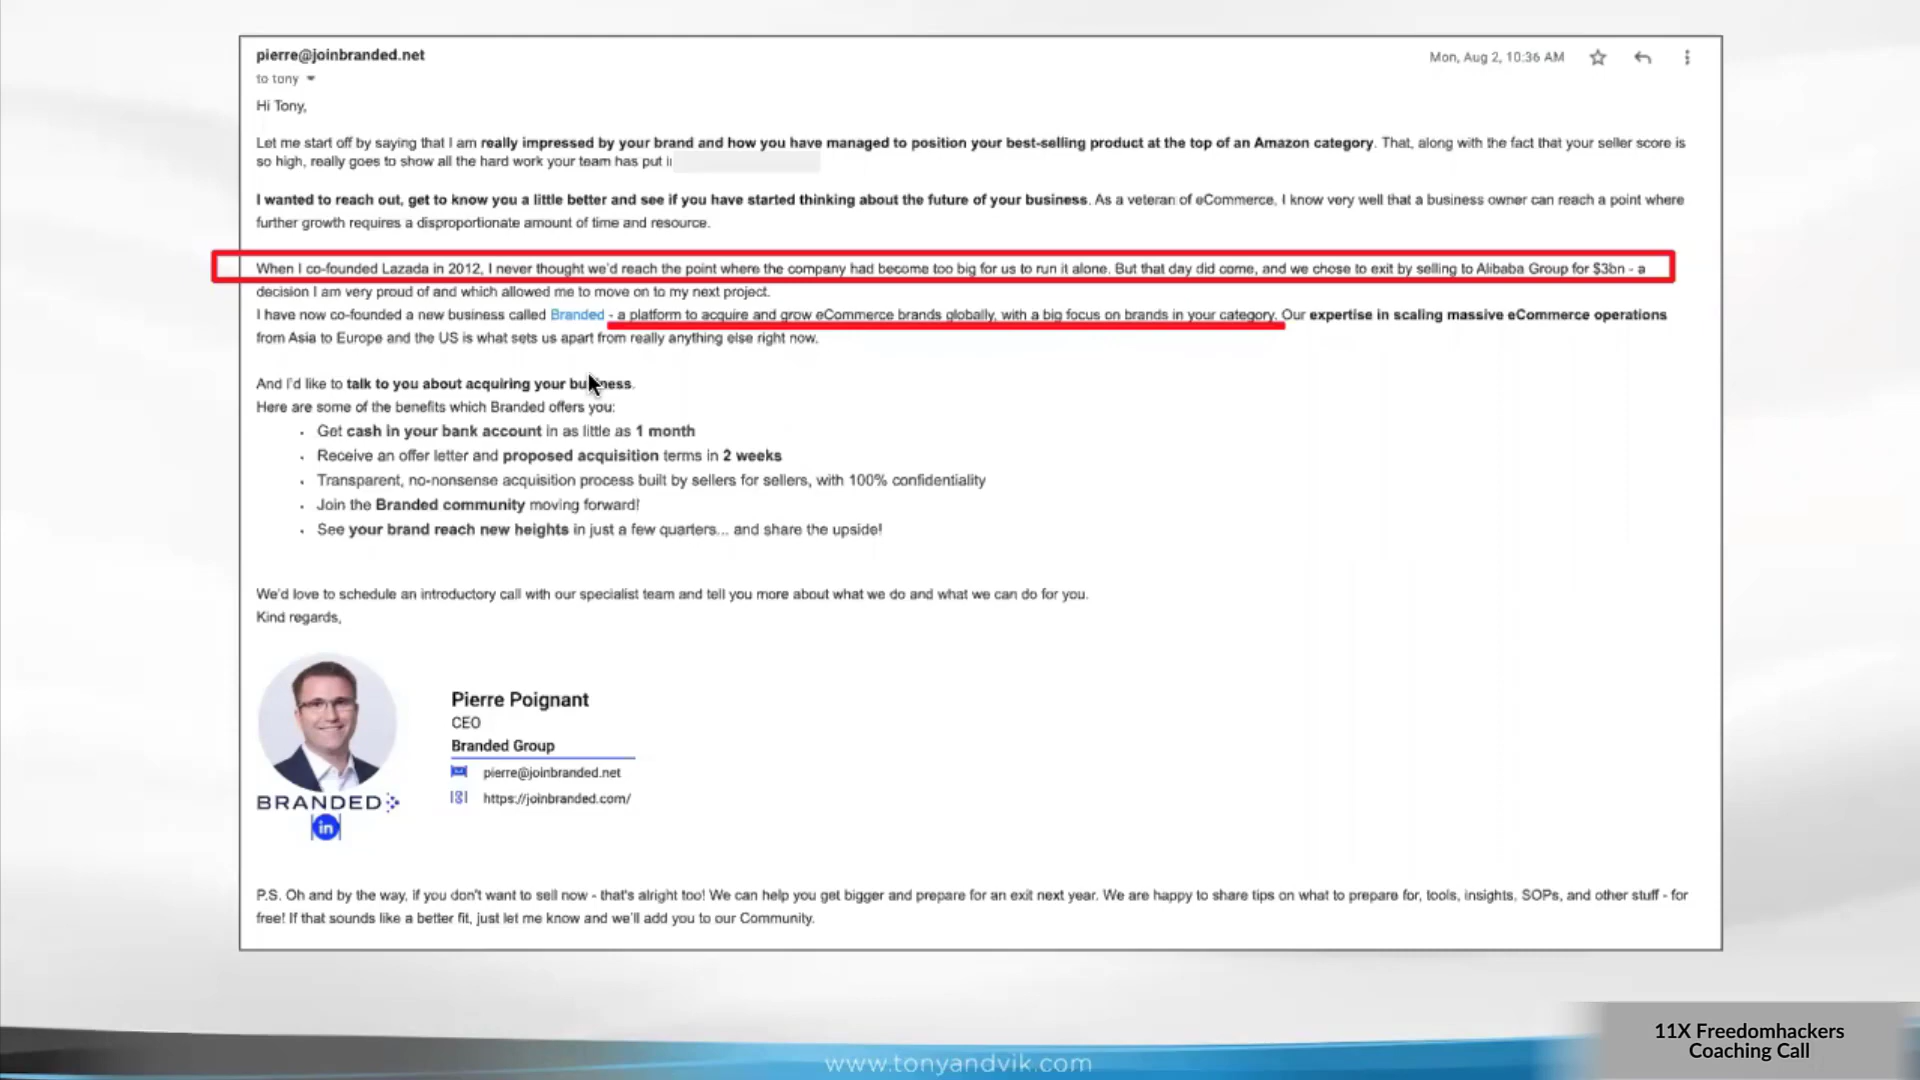 pierre@joinbranded.net
Mon, Aug 2, 10:36 AM
to tony
Hi Tony,
Let me start off by saying that I am really impressed by your brand and how you have managed to position your best-selling product at the top of an Amazon category. That, along with the fact that your seller score is
so high, really goes to show all the hard work your team has put
I wanted to reach out, get to know you a little better and see if you have started thinking about the future of your business. As a veteran of eCommerce, I know very well that a business owner can reach a point where
further growth requires a disproportionate amount of time and resource.
When I co-founded Lazada in 2012, I never thought we'd reach the point where the company had become too big for us to run it alone. But that day did come, and we chose to exit by selling to Alibaba Group for $3bn - a
decision I am very proud of and which allowed me to move on to my next project.
I have now co-founded a new business called Branded - a platform to acquire and grow eCommerce brands globally, with a big focus on brands in your category. Our expertise in scaling massive eCommerce operations
from Asia to Europe and the US is what sets us apart from really anything else right now.
And I'd like to talk to you about acquiring your business.
Here are some of the benefits which Branded offers you:
• Get cash in your bank account in as little as 1 month
• Receive an offer letter and proposed acquisition terms in 2 weeks
• Transparent, no-nonsense acquisition process built by sellers for sellers, with 100% confidentiality
• Join the Branded community moving forward!
• See your brand reach new heights in just a few quarters... and share the upside!
We'd love to schedule an introductory call with our specialist team and tell you more about what we do and what we can do for you.
Kind regards,
Pierre Poignant
CEO
Branded Group
pierre@joinbranded.net
https://joinbranded.com/
BRANDED
in
P.S. Oh and by the way, if you don't want to sell now - that's alright too! We can help you get bigger and prepare for an exit next year. We are happy to share tips on what to prepare for, tools, insights, SOPs, and other stuff - for
free! If that sounds like a better fit, just let me know and we'll add you to our Community.
11X Freedomhackers
Coaching Call
www.tonyandvik.com